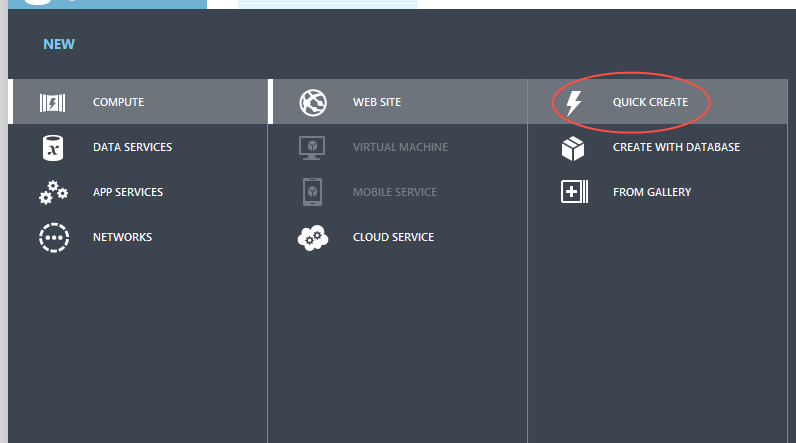 NEW
COMPUTE
DATA SERVICES
APP SERVICES
NETWORKS
WEB SITE
VIRTUAL MACHINE
MOBILE SERVICE
CLOUD SERVICE
QUICK CREATE
CREATE WITH DATABASE
FROM GALLERY